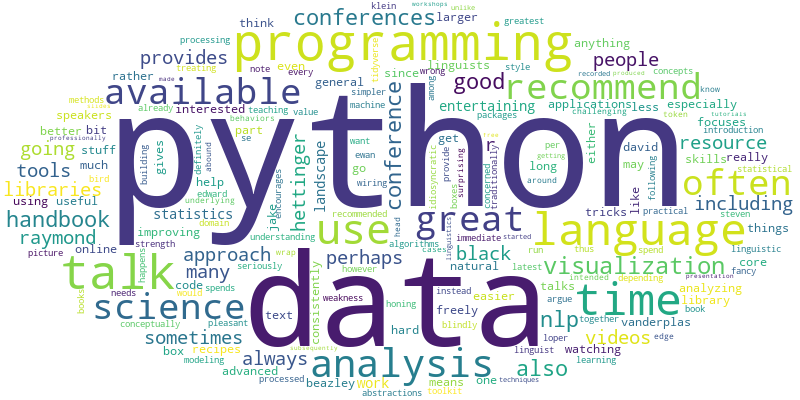 klein workshops unlike
conferences larger greatest
think
processing programming tidyverse style
provides linguists anything
rather even
treating note every since wrong people recorded produced
available good recommend concepts
interested general machine among know
methods already teaching simpler
other value entertaining applications less especially
speakers behaviors packages challenging tutorials
made
better bit part conference r token introduction
professionally
python
going stuff definitely se landscape get per either david focuses resource
gives abound want provide idiosyncratic long getting may skills
tools much building help ewan go boxes surprising traditionally tree around following really statistical
bird edward wiring concerned
libraries
hettinger jake encourages
using useful underlying
often
handbook statistics domain use great tricks like practical including
raymond improving recommended head linguistics immediate started language steven things
online strength understanding algorithms cases run latest linguistic
picture however black thus spend core
talk happens approach perhaps natural visualization
seriously wrap weakness instead talks intended depending fancy
code presentation
many honing easier argue analyzing
needs would
books spends text consistently hard freely nlp time library
science data together book
conceptually blindly vanderplas
sometimes loper edge
box recipes always analysis linguist videos
pleasant subsequently watching
modeling processed beazley work means also one learning
advanced abstractions toolkit techniques